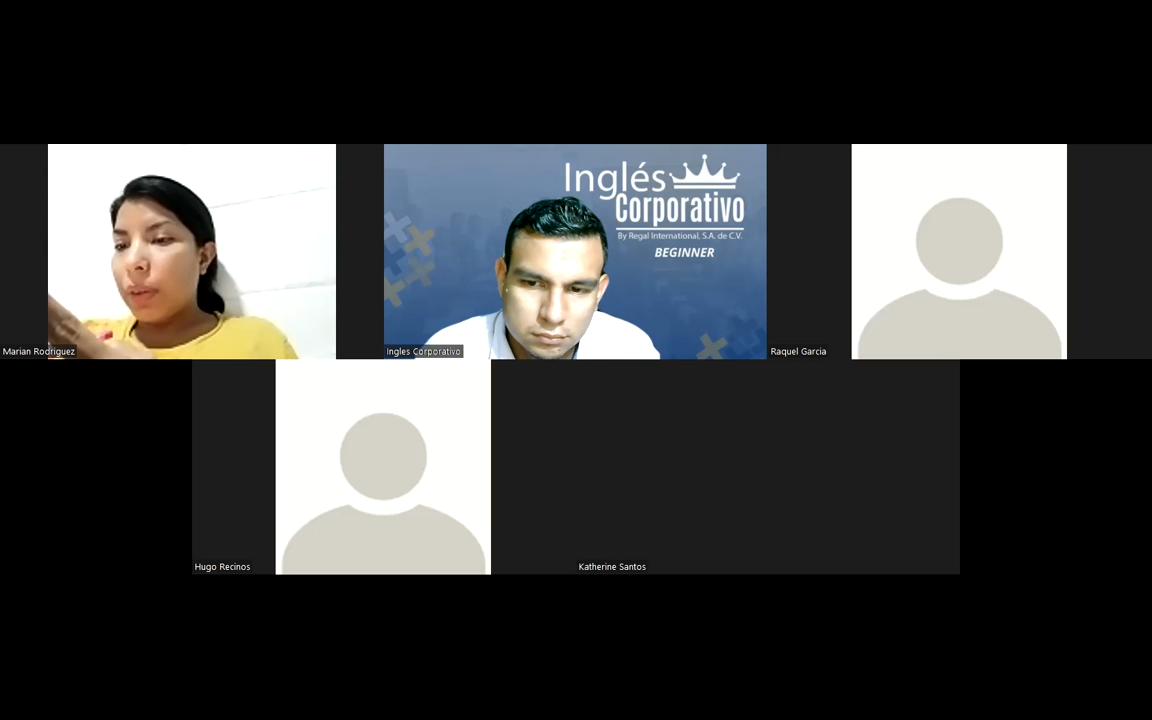 Inglés
Corporativo
By Regal International, S.A. de C.V.
BEGINNER
Marian Rodriguez
Ingles Corporativo
Raquel Garcia
Hugo Recinos
Katherine Santos